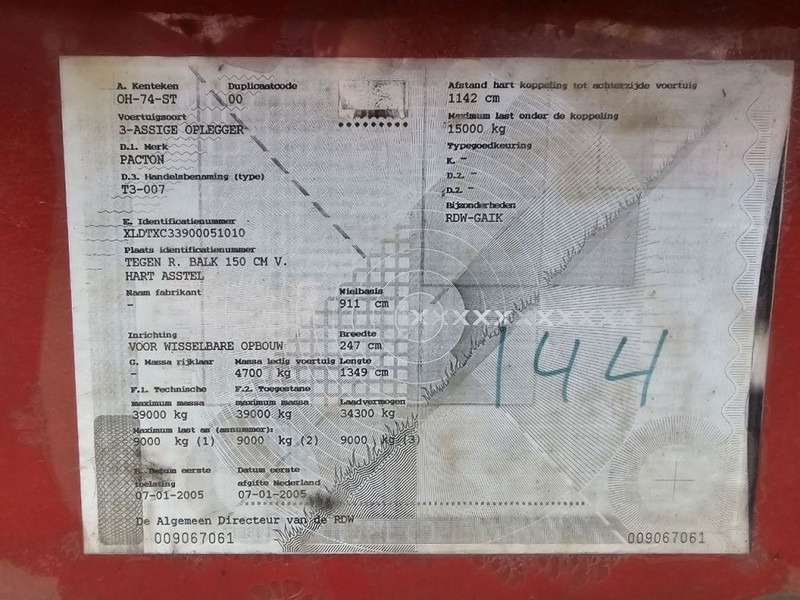 A. Kenteken Duplicaatcode
OH-74-ST 00
Voertuigsoort
3-ASSIGE OPLEGGER
D.1. Merk
PACTON
D.3. Handelsbenaming (type)
T3-007
E. Identificatienummer
XLDTXC33900051010
Plaats identificatienummer
TEGEN R. BALK 150 CM V.
HART ASSTEL
Naam fabrikant Wielbasis
- 911 cm
Inrichting Breedte
VOOR WISSELBARE OPBOUW 247 cm
G. Massa rijklaar Massa ledig voertuig Lengte
- 4700 kg 1349 cm
F.1. Technische F.2. Toegestane
maximum massa maximum massa Laadvermogen
39000 kg 39000 kg 34300 kg
Maximum last as (asnummer):
9000 kg (1) 9000 kg (2) 9000 kg (3)
B. Datum eerste Datum eerste
toelating afgifte Nederland
07-01-2005 07-01-2005
De Algemeen Directeur van de RDW
009067061
Afstand hart koppeling tot achterzijde voertuig
1142 cm
Maximum last onder de koppeling
15000 kg
Typegoedkeuring
K. -
D.2. -
D.2. -
Bijzonderheden
RDW-GAIK
XXXXXXXXXXXXXX
144
009067061